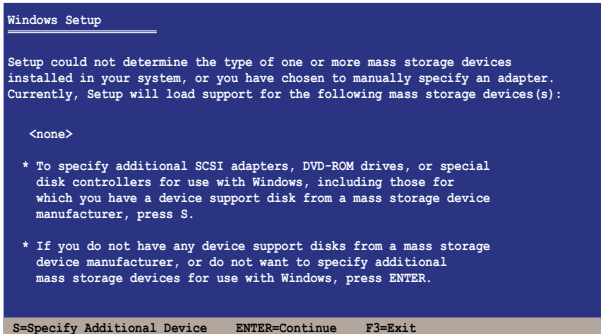 Windows Setup
Setup could not determine the type of one or more mass storage devices
installed in your system, or you have chosen to manually specify an adapter.
Currently, Setup will load support for the following mass storage devices(s):
<none>
* To specify additional SCSI adapters, DVD-ROM drives, or special
disk controllers for use with Windows, including those for
which you have a device support disk from a mass storage device
manufacturer, press S.
* If you do not have any device support disks from a mass storage
device manufacturer, or do not want to specify additional
mass storage devices for use with Windows, press ENTER.
S=Specify Additional Device ENTER=Continue F3=Exit